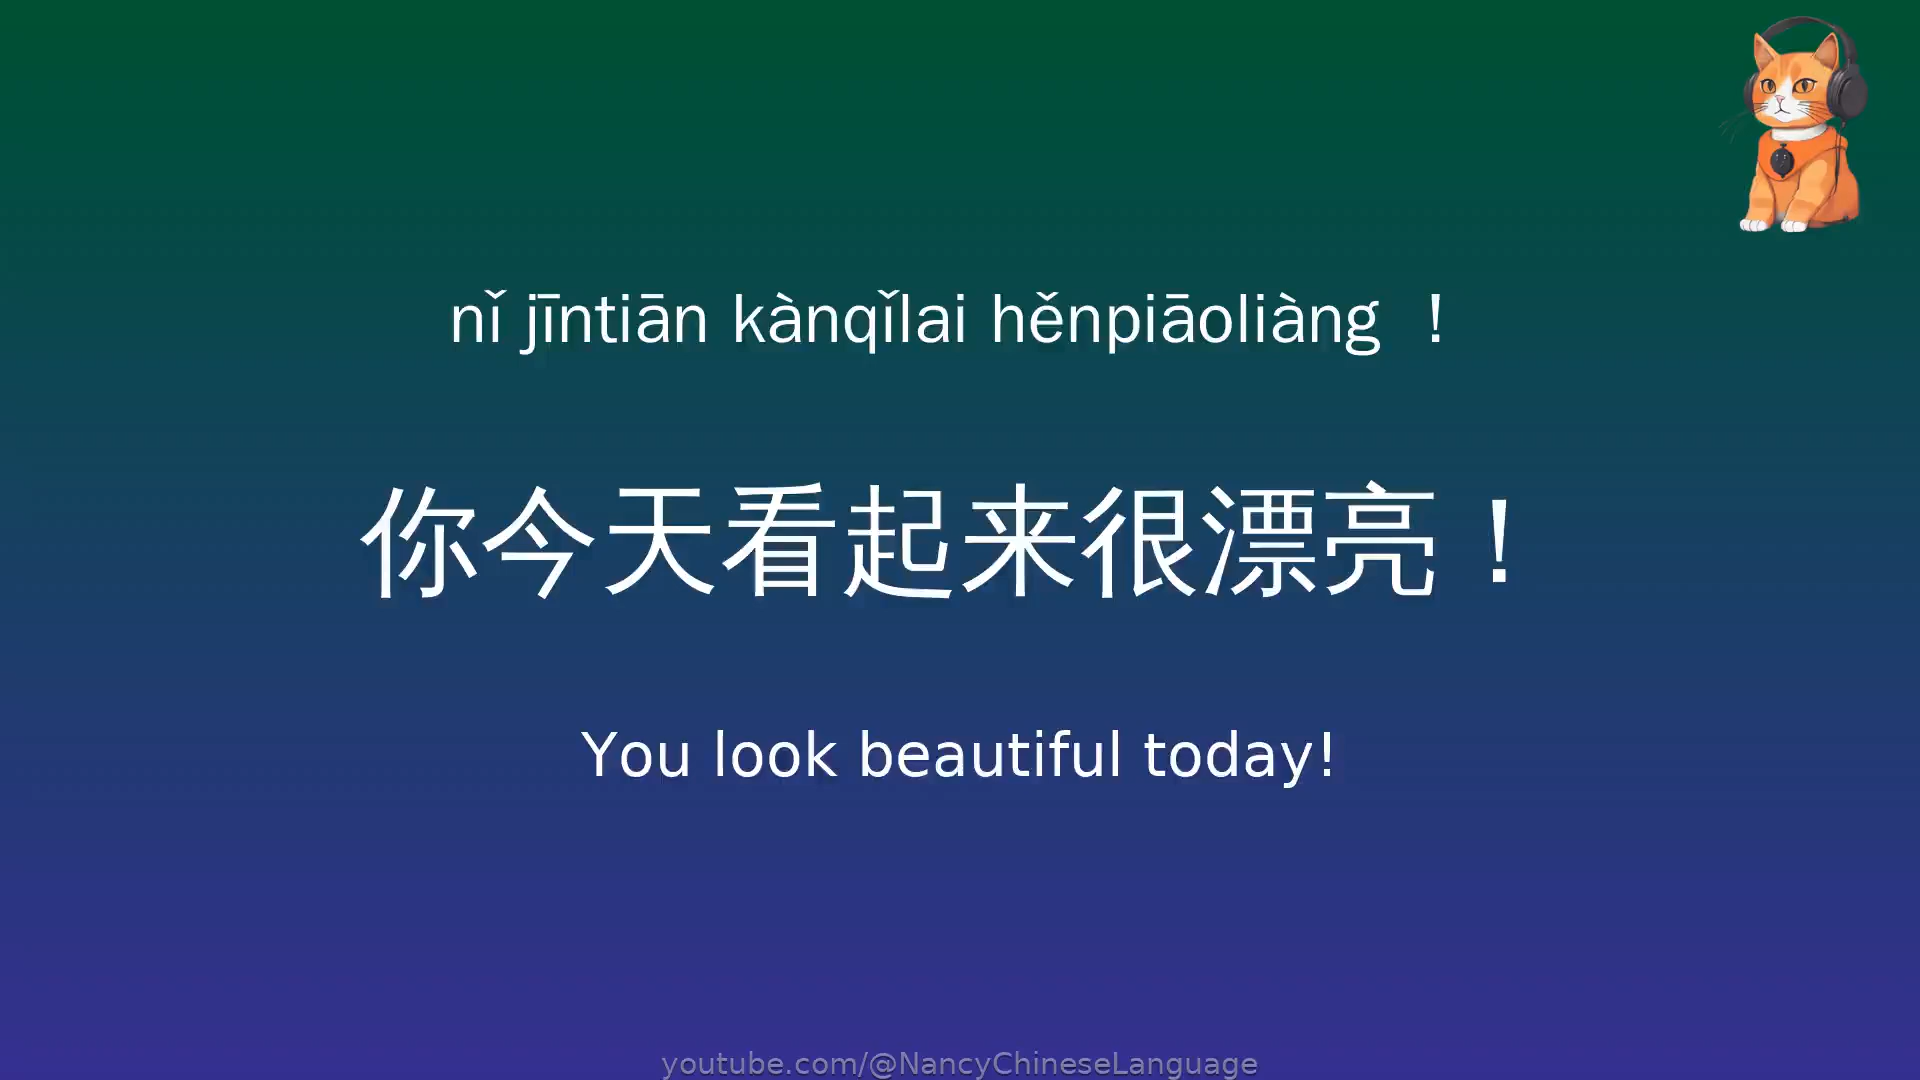 nǐ jīntiān kànqǐlai hěnpiāoliàng ！
你今天看起来很漂亮！
You look beautiful today!
youtube.com/@NancyChineseLanguage